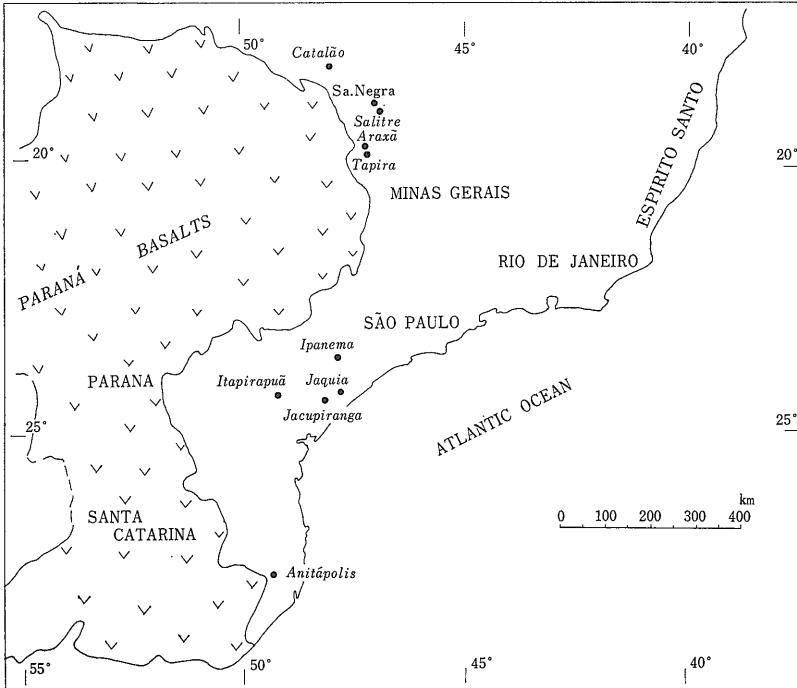 50°
45°
40°
Catalão
Sa.Negra
Salitre
Araxã
Tapira
20°
20°
MINAS GERAIS
ESPIRITO SANTO
PARANÁ BASALTS
RIO DE JANEIRO
SÃO PAULO
Ipanema
PARANA
Itapirapuã
Jaquia
Jacupiranga
ATLANTIC OCEAN
25°
25°
km
0 100 200 300 400
SANTA
CATARINA
Anitápolis
55°
50°
45°
40°